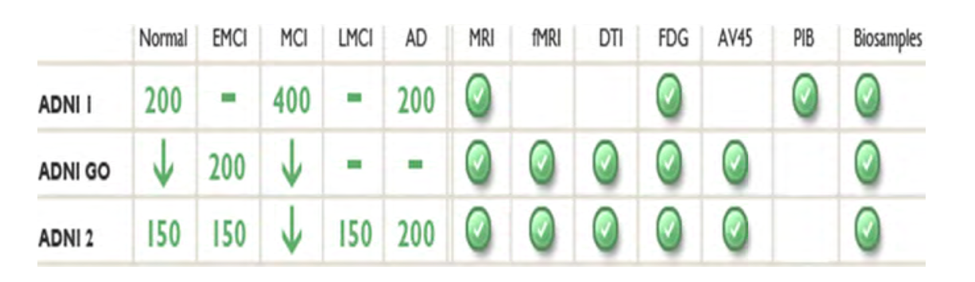 Normal EMCI MCI LMCI AD MRI fMRI DTI FDG AV45 PIB Biosamples
ADNI 1 200 - 400 - 200
ADNI GO ↓ 200 ↓ - -
ADNI 2 150 150 ↓ 150 200